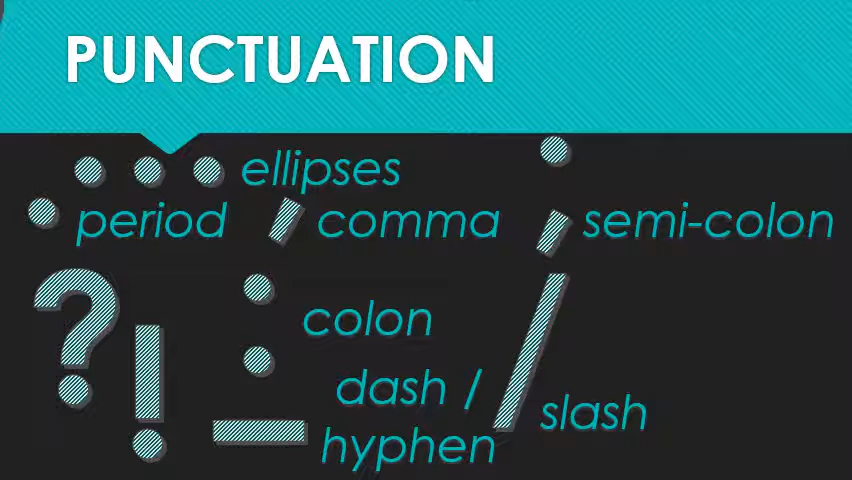 PUNCTUATION
... ellipses
. period , comma ; semi-colon
? ! : colon
- dash / hyphen
/ slash